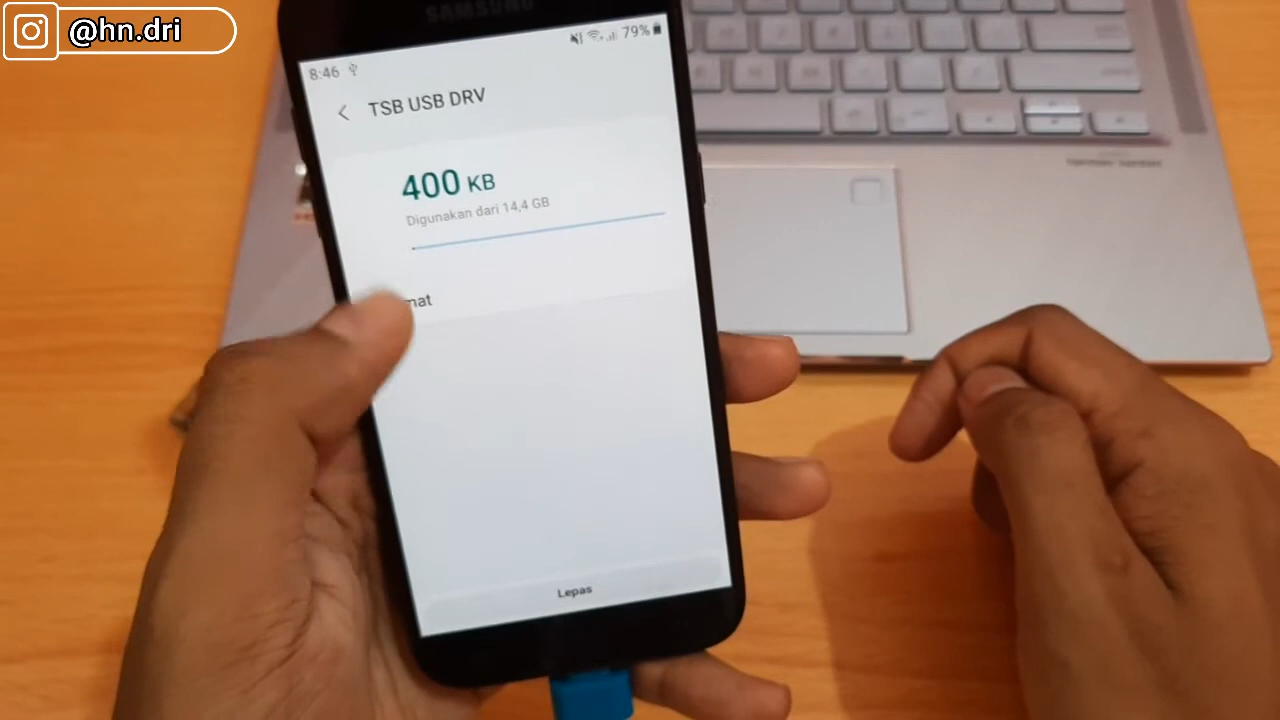 @hn.dri
SAMSUNG
8:46
79%
TSB USB DRV
400 KB
Digunakan dari 14,4 GB
mat
Lepas